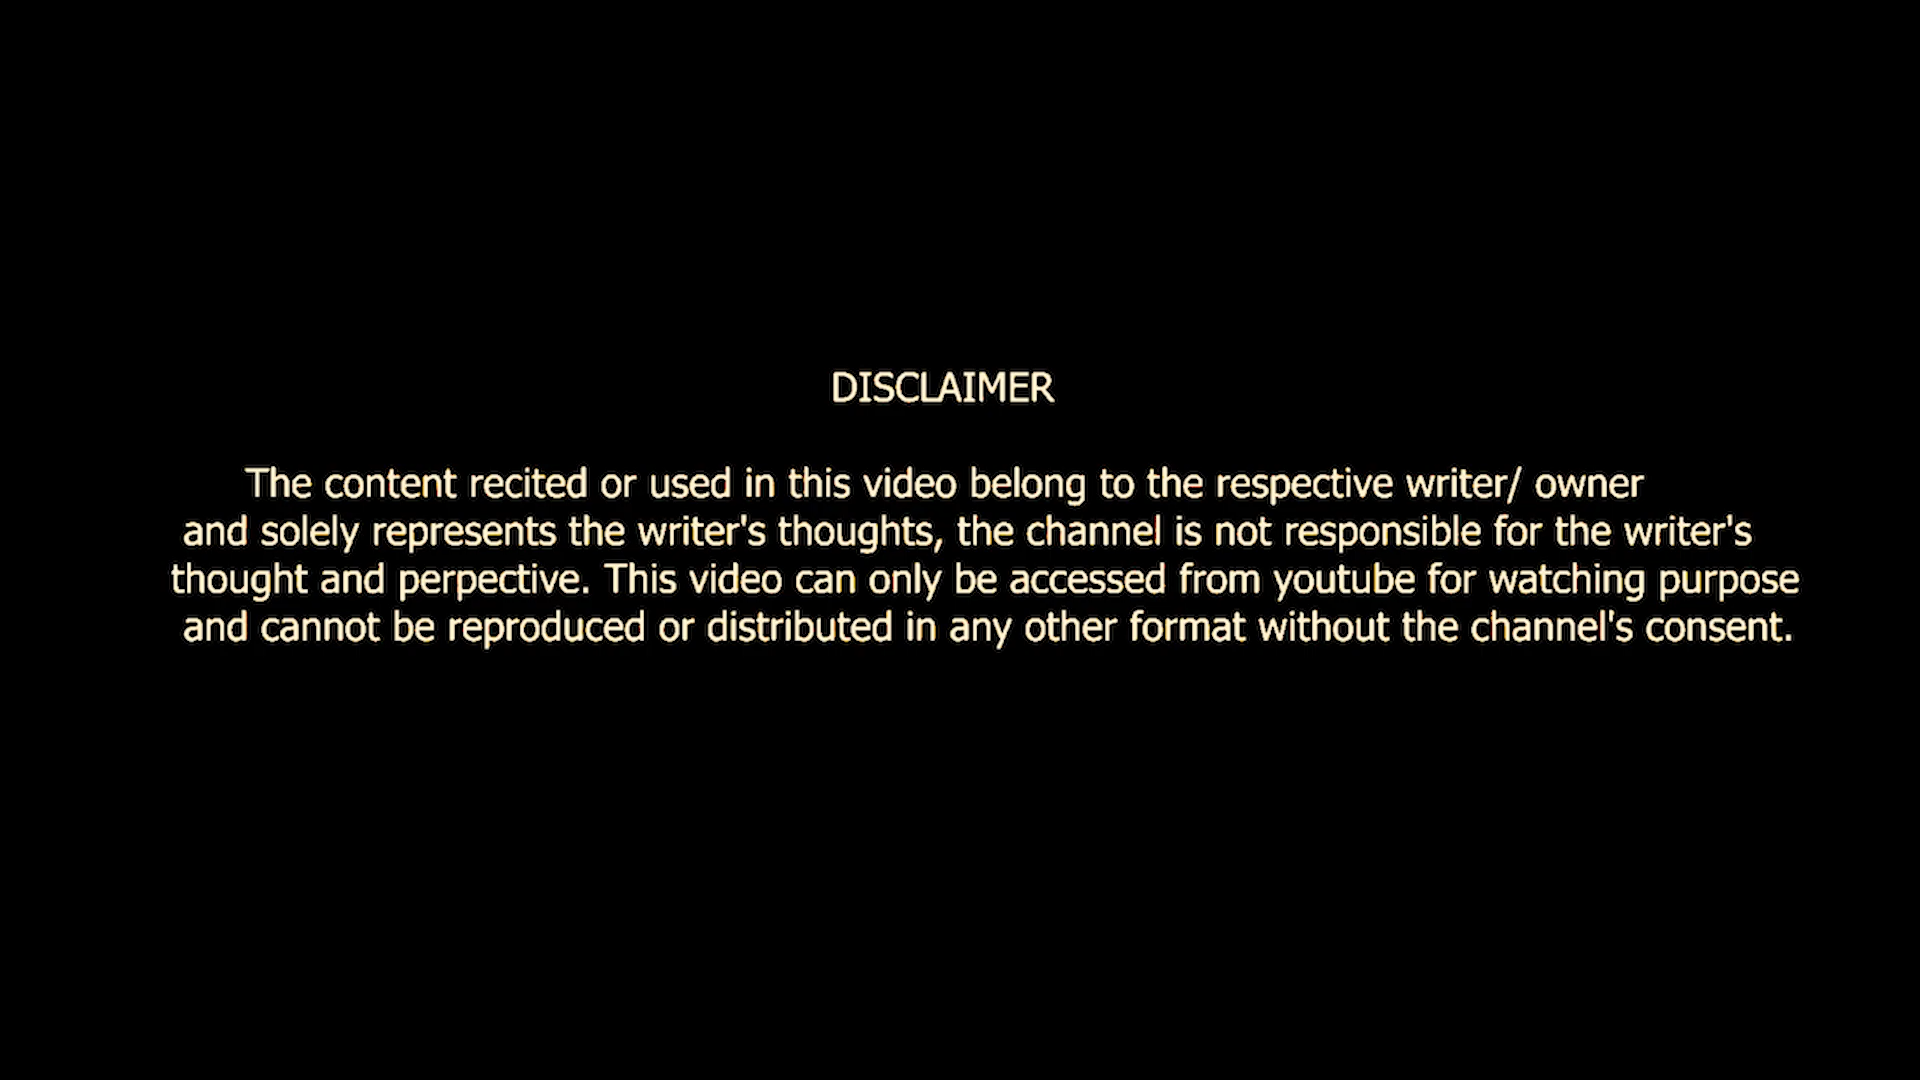 DISCLAIMER
The content recited or used in this video belong to the respective writer/ owner
and solely represents the writer's thoughts, the channel is not responsible for the writer's
thought and perpective. This video can only be accessed from youtube for watching purpose
and cannot be reproduced or distributed in any other format without the channel's consent.